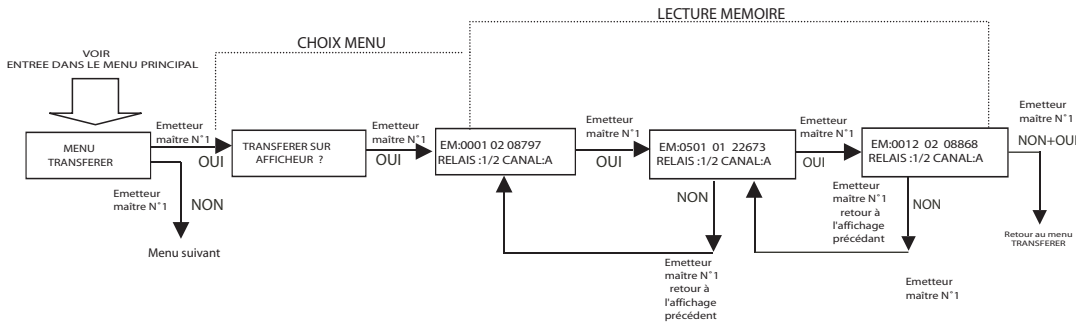 LECTURE MEMOIRE
CHOIX MENU
VOIR
ENTREE DANS LE MENU PRINCIPAL
MENU
TRANSFERER
Emetteur
maître N°1
OUI
Emetteur
maître N°1
NON
Menu suivant
TRANSFERER SUR
AFFICHEUR ?
Emetteur
maître N°1
OUI
EM:0001 02 08797
RELAIS :1/2 CANAL:A
Emetteur
maître N°1
OUI
EM:0501 01 22673
RELAIS :1/2 CANAL:A
NON
Emetteur
maître N°1
retour à
l'affichage
précédent
Emetteur
maître N°1
OUI
EM:0012 02 08868
RELAIS :1/2 CANAL:A
Emetteur
maître N°1
retour à
l'affichage
précédant
NON
Emetteur
maître N°1
Emetteur
maître N°1
NON+OUI
Retour au menu
TRANSFERER